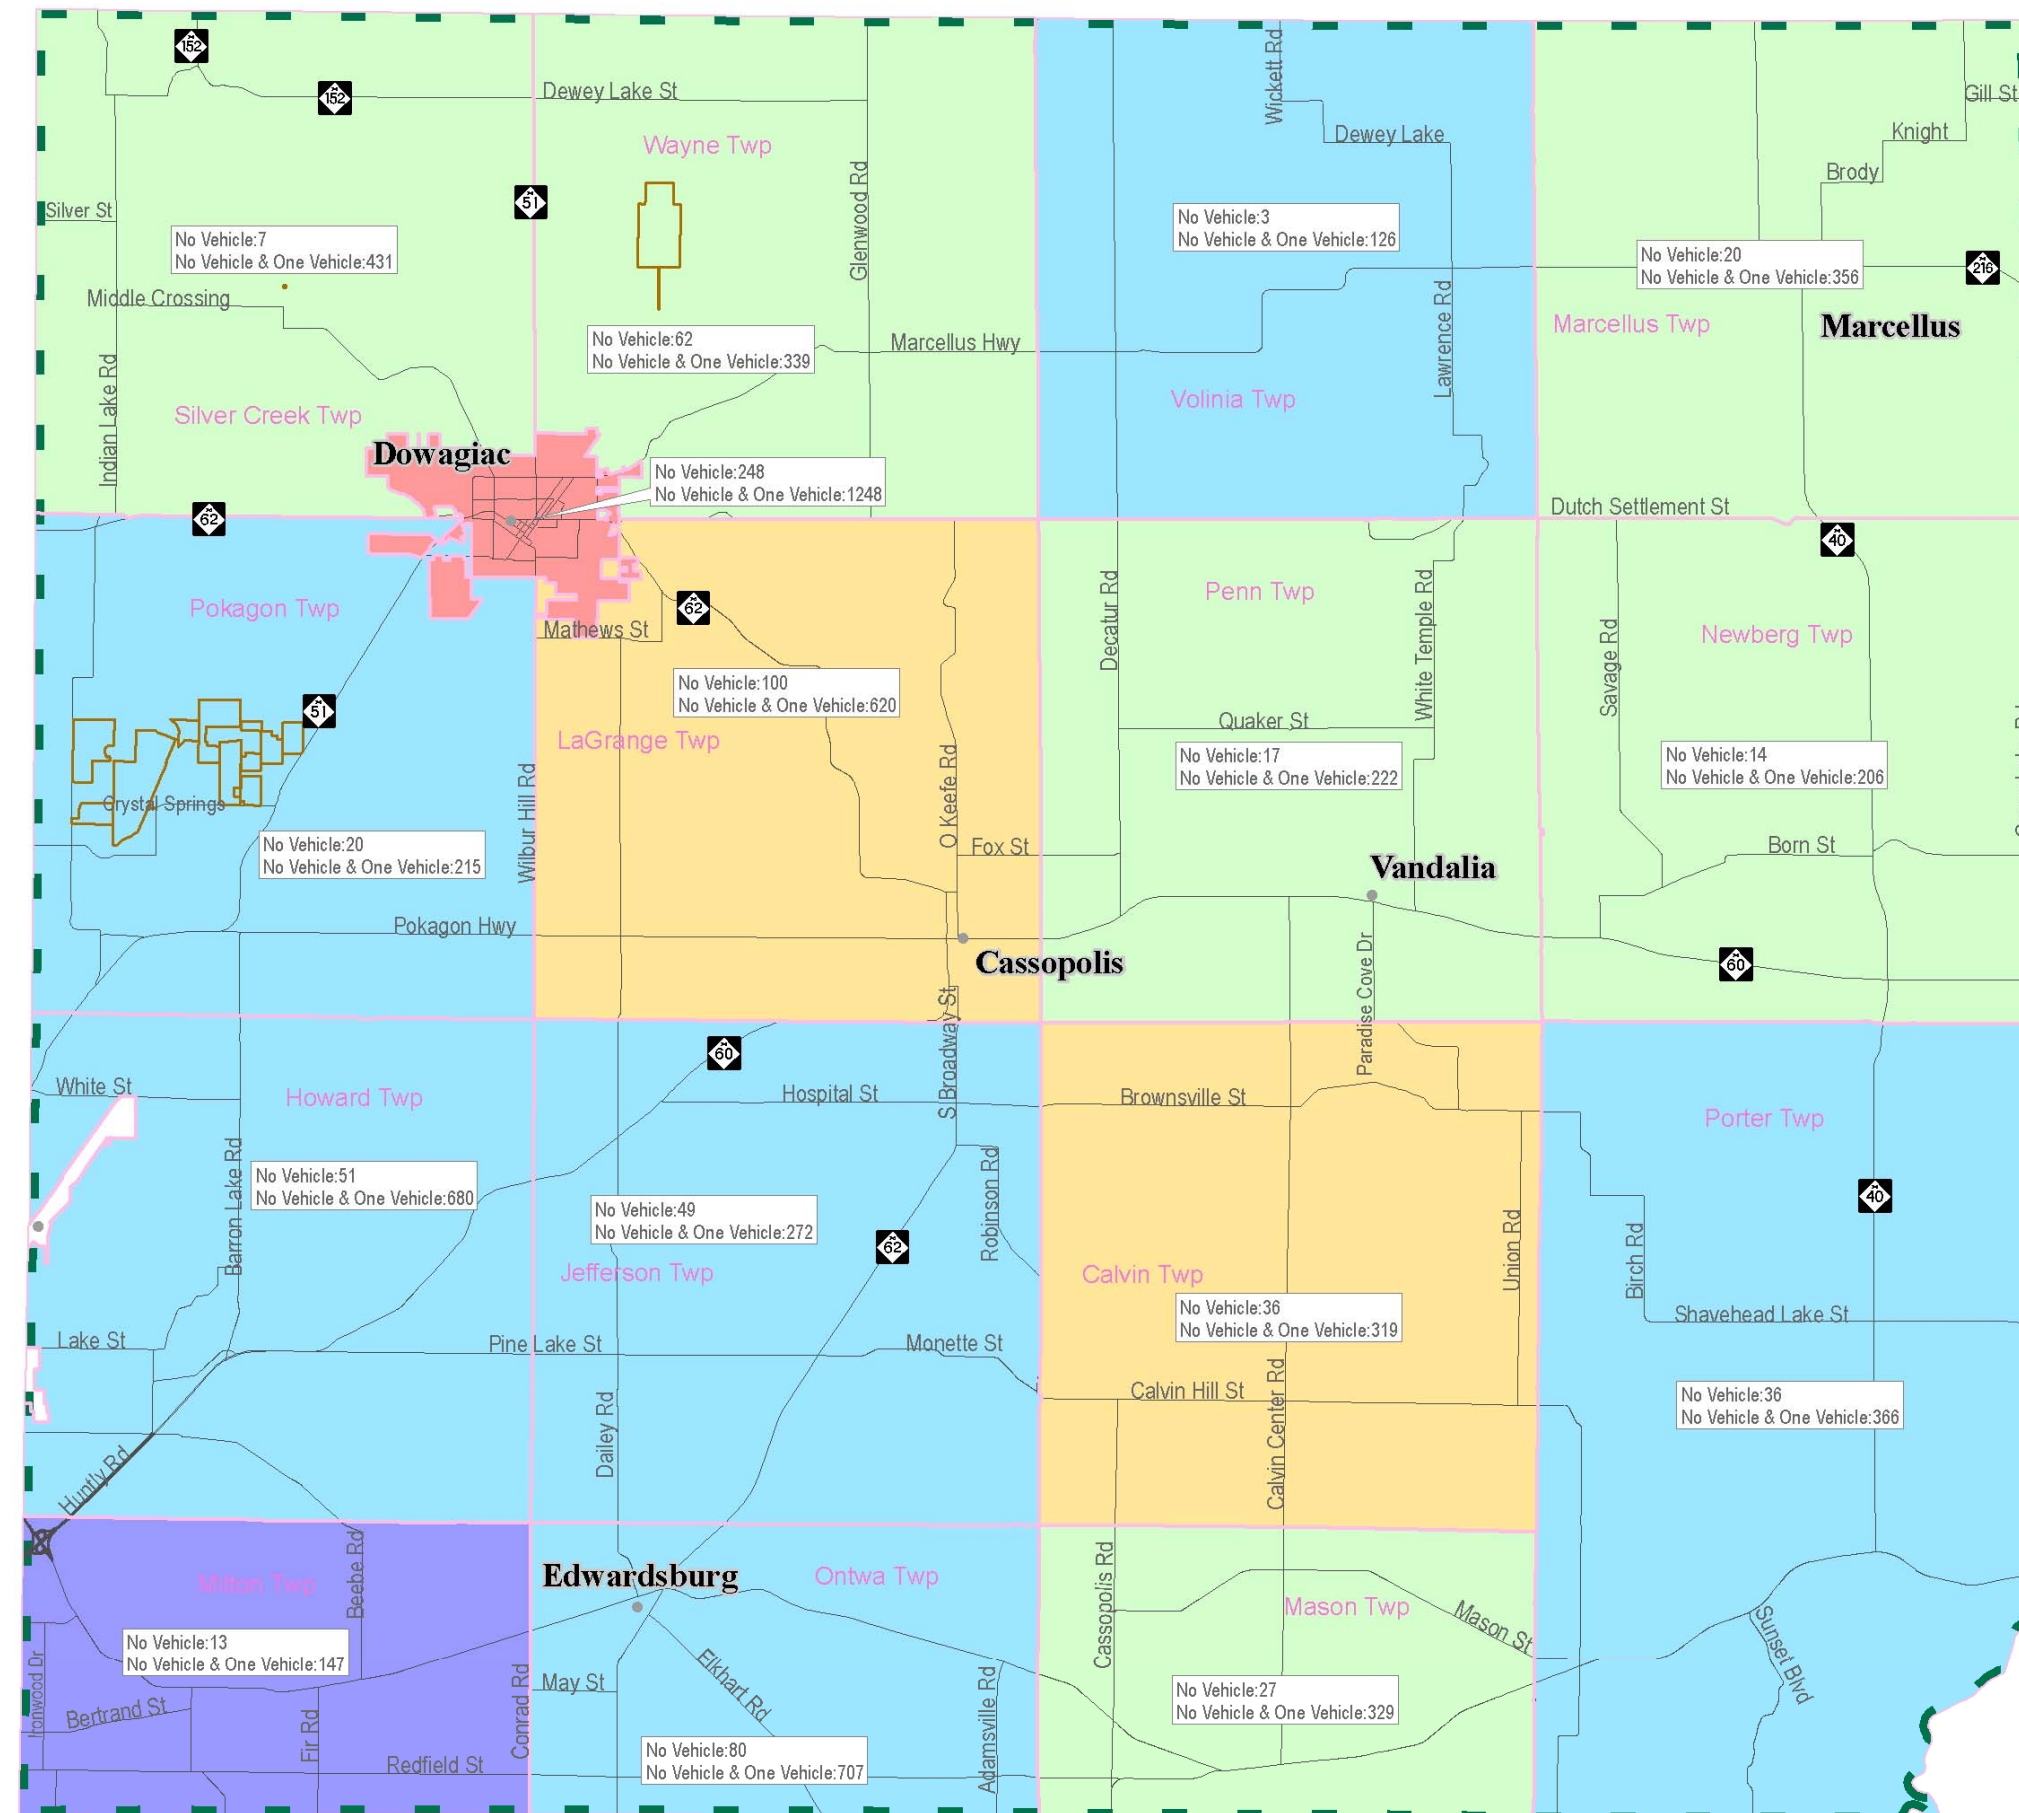 152
Wickett Rd
Gill St
152
Dewey Lake St
Knight
Dewey Lake
Wayne Twp
Brody
Glenwood Rd
51
Silver St
No Vehicle:3
No Vehicle & One Vehicle:126
No Vehicle:7
No Vehicle & One Vehicle:431
No Vehicle:20
No Vehicle & One Vehicle:356
216
Middle Crossing
Lawrence Rd
Marcellus Twp
Marcellus
No Vehicle:62
No Vehicle & One Vehicle:339
Marcellus Hwy
Indian Lake Rd
Silver Creek Twp
Volinia Twp
Dowagiac
No Vehicle:248
No Vehicle & One Vehicle:1248
Dutch Settlement St
62
40
Pokagon Twp
62
Penn Twp
Decatur Rd
White Temple Rd
Savage Rd
Newberg Twp
Mathews St
No Vehicle:100
No Vehicle & One Vehicle:620
51
LaGrange Twp
Quaker St
No Vehicle:17
No Vehicle & One Vehicle:222
No Vehicle:14
No Vehicle & One Vehicle:206
Crystal Springs
Wilbur Hill Rd
O Keefe Rd
No Vehicle:20
No Vehicle & One Vehicle:215
Fox St
Born St
Vandalia
Pokagon Hwy
Cassopolis
60
Paradise Cove Dr
S Broadway St
60
White St
Howard Twp
Hospital St
Brownsville St
Porter Twp
Barron Lake Rd
No Vehicle:51
No Vehicle & One Vehicle:680
No Vehicle:49
No Vehicle & One Vehicle:272
Robinson Rd
62
40
Union Rd
Birch Rd
Jefferson Twp
Calvin Twp
No Vehicle:36
No Vehicle & One Vehicle:319
Shavehead Lake St
Lake St
Pine Lake St
Monette St
Calvin Hill St
Dailey Rd
Calvin Center Rd
No Vehicle:36
No Vehicle & One Vehicle:366
Huntly Rd
Milton Twp
Beebe Rd
Edwardsburg
Ontwa Twp
Cassopolis Rd
Mason Twp
Mason St
Sunset Blvd
No Vehicle:13
No Vehicle & One Vehicle:147
Ironwood Dr
Bertrand St
Fir Rd
Conrad Rd
May St
Elkhart Rd
Adamsville Rd
No Vehicle:27
No Vehicle & One Vehicle:329
Redfield St
No Vehicle:80
No Vehicle & One Vehicle:707